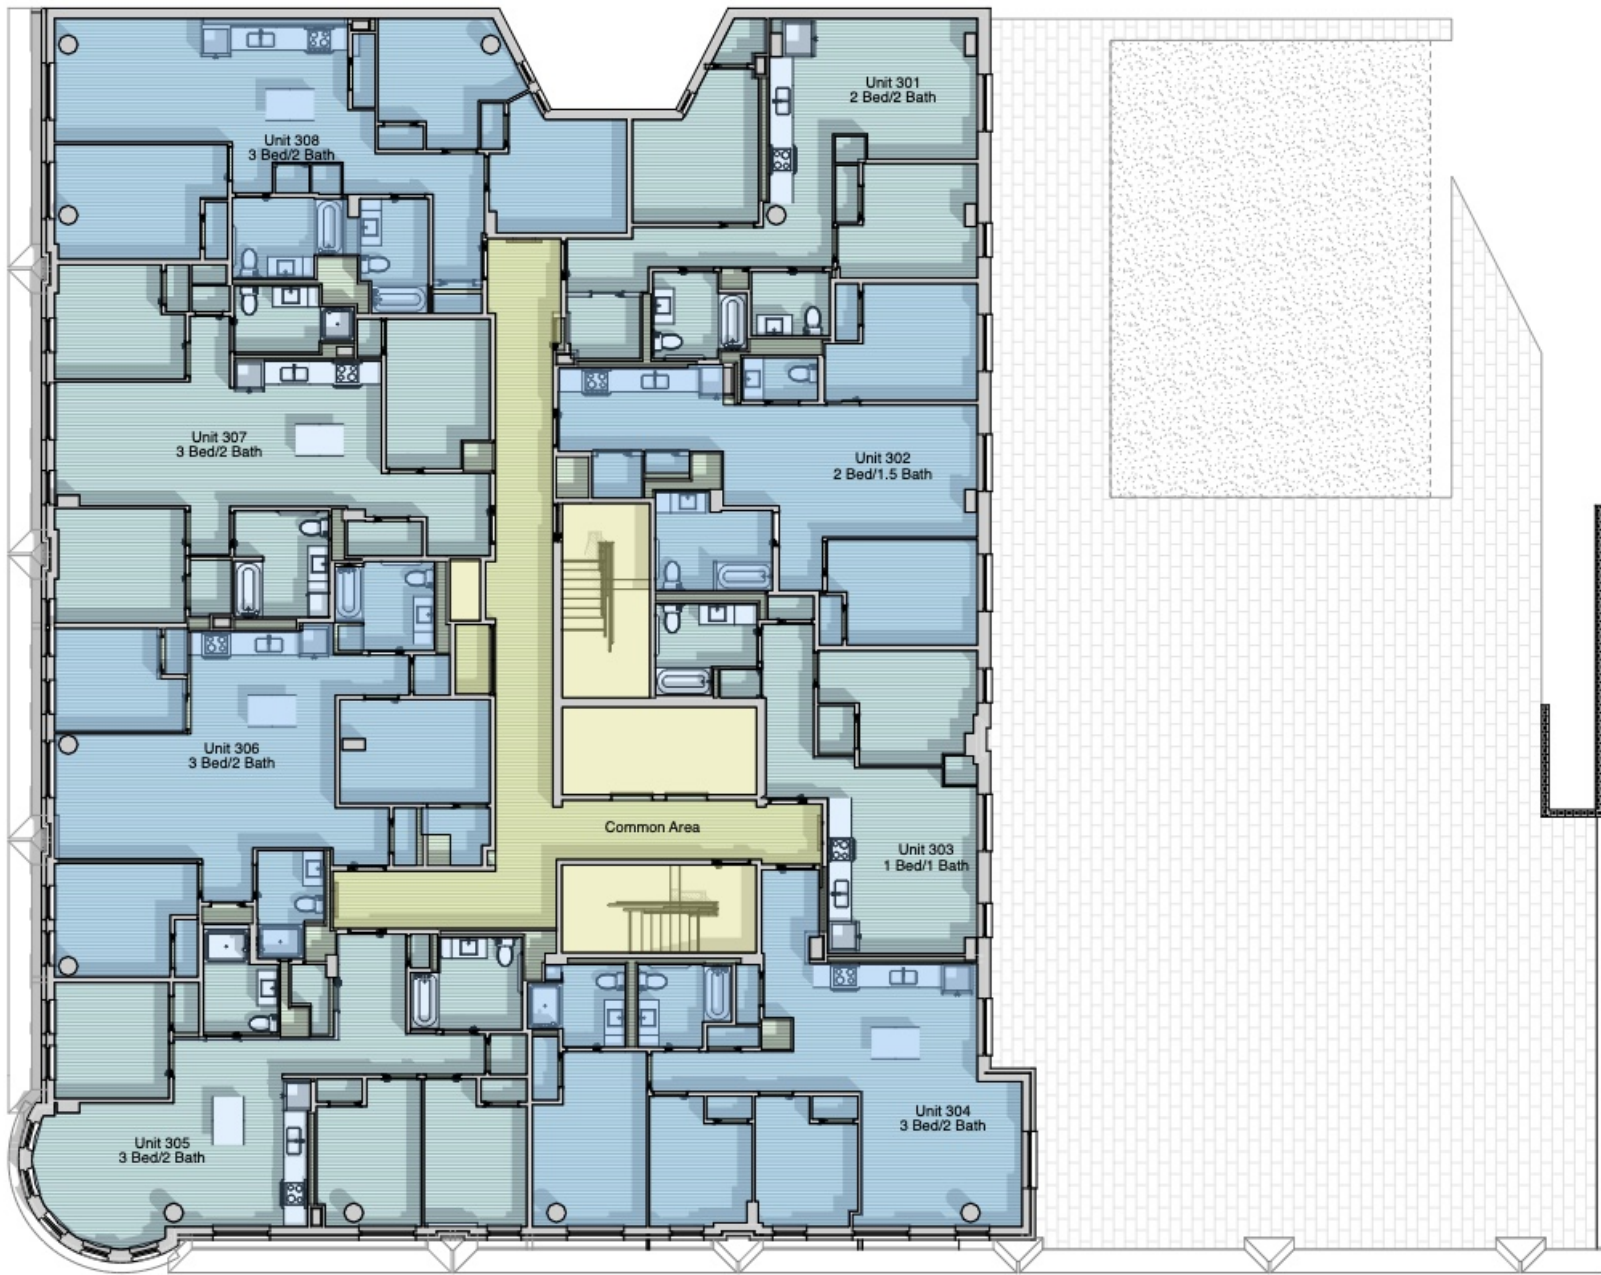 Unit 301
2 Bed/2 Bath
Unit 308
3 Bed/2 Bath
Unit 307
3 Bed/2 Bath
Unit 302
2 Bed/1.5 Bath
Unit 306
3 Bed/2 Bath
Common Area
Unit 303
1 Bed/1 Bath
Unit 304
3 Bed/2 Bath
Unit 305
3 Bed/2 Bath